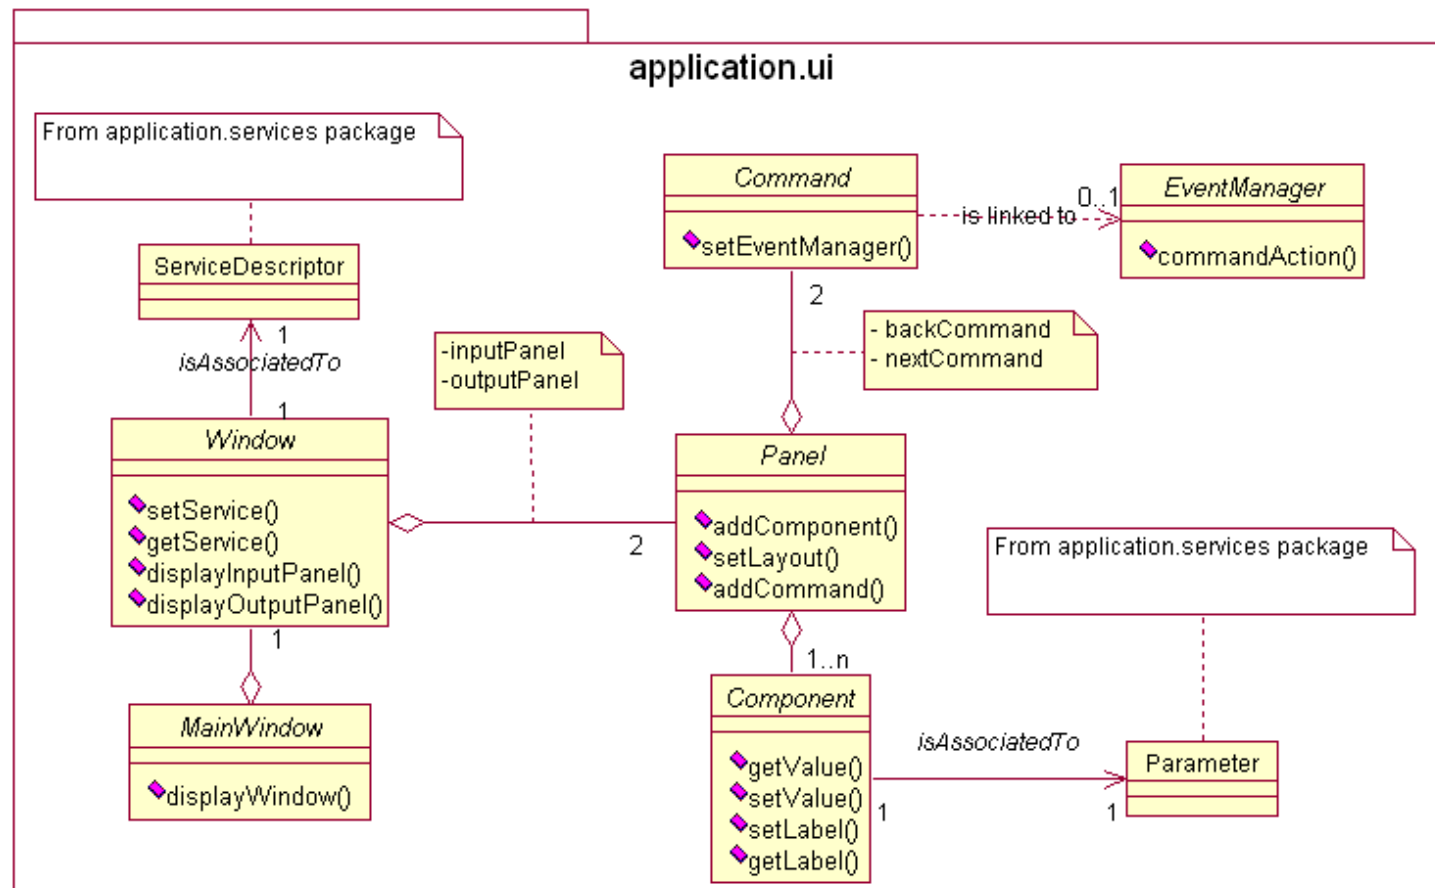 application.ui
From application.services package
ServiceDescriptor
1
isAssociatedTo
1
Window
setService()
getService()
displayInputPanel()
displayOutputPanel()
1
MainWindow
displayWindow()
-inputPanel
-outputPanel
2
Command
setEventManager()
is linked to
0..1
EventManager
commandAction()
2
- backCommand
- nextCommand
Panel
addComponent()
setLayout()
addCommand()
1..n
Component
getValue()
setValue()
setLabel()
getLabel()
isAssociatedTo
1
1
From application.services package
Parameter